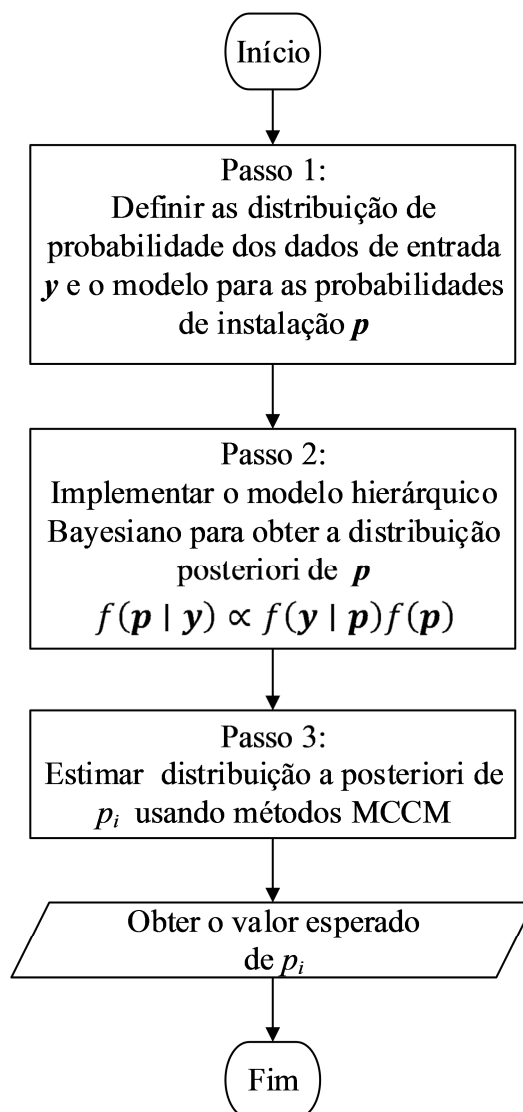 Início
Passo 1:
Definir as distribuição de
probabilidade dos dados de entrada
y e o modelo para as probabilidades
de instalação p
Passo 2:
Implementar o modelo hierárquico
Bayesiano para obter a distribuição
posteriori de p
f(p | y) ∝ f(y | p)f(p)
Passo 3:
Estimar distribuição a posteriori de
pᵢ usando métodos MCCM
Obter o valor esperado
de pᵢ
Fim